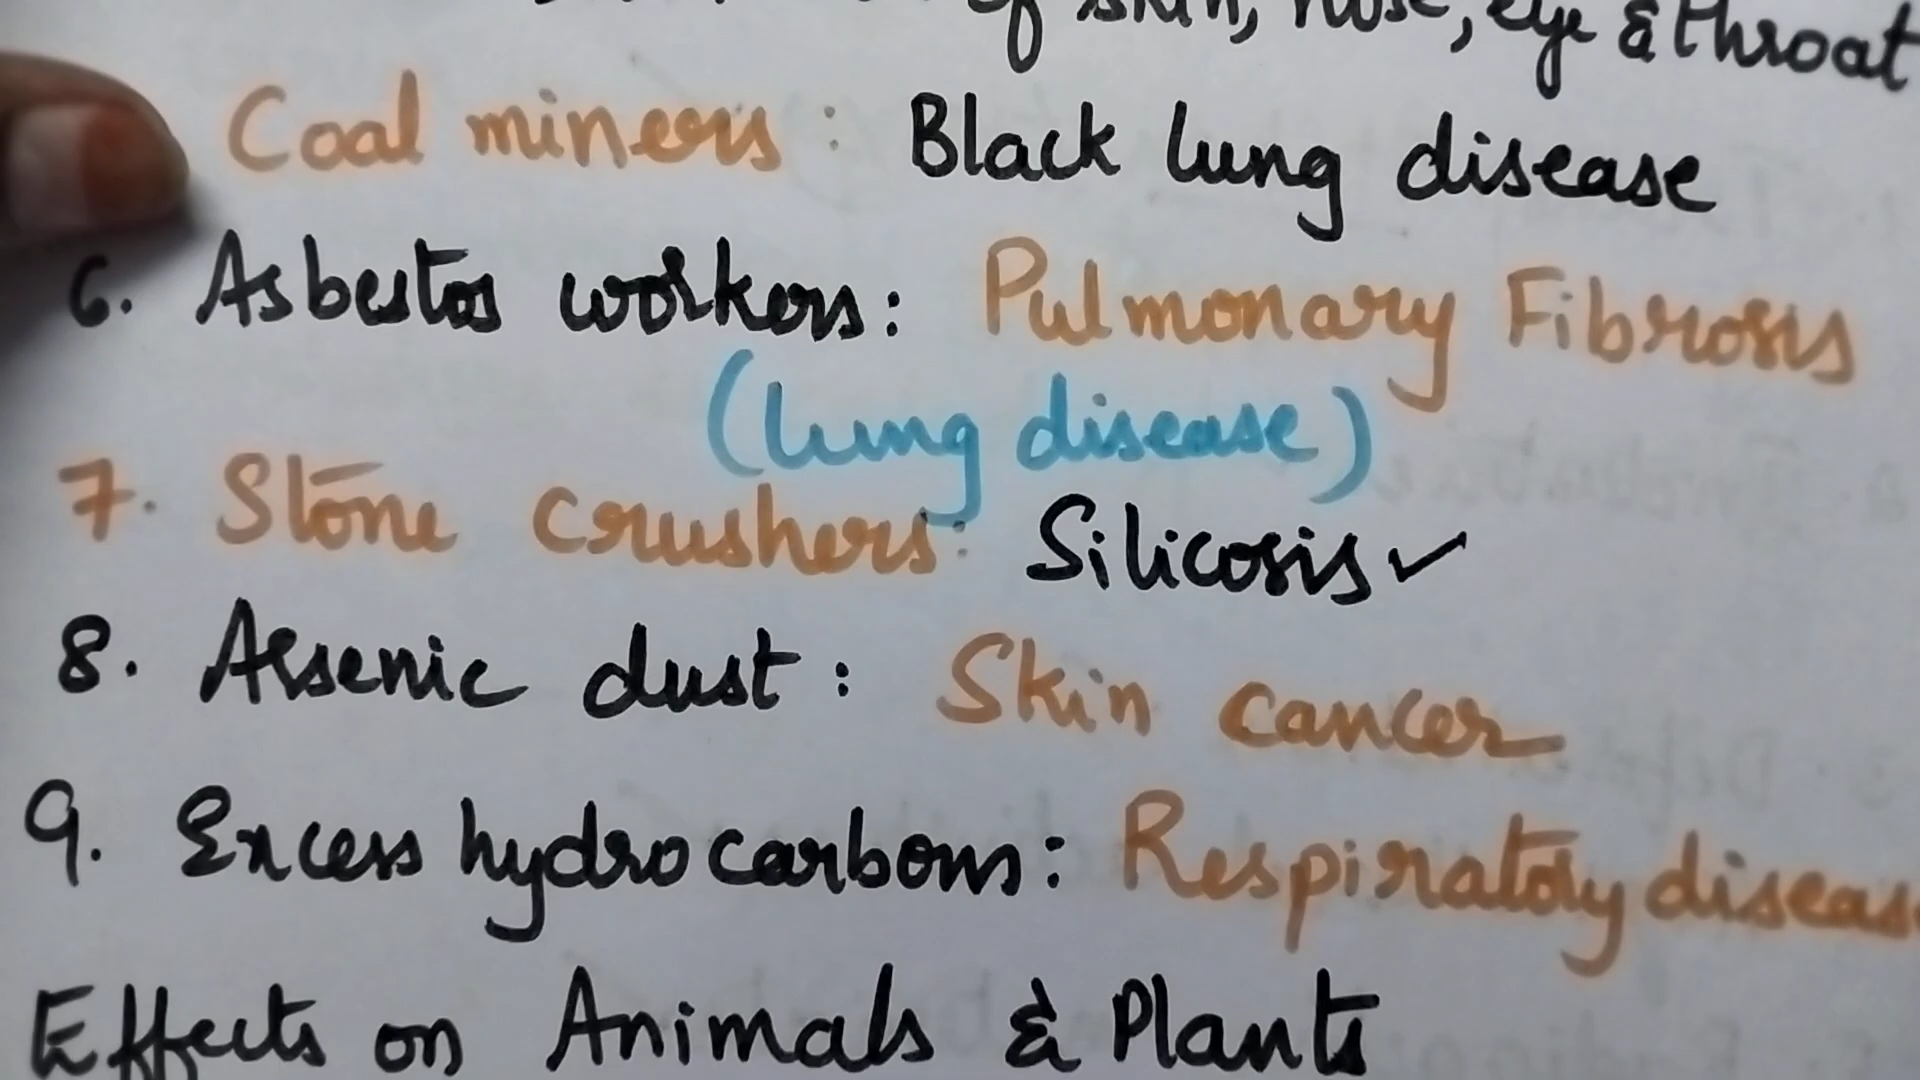 of skin, nose, eye & throat
Coal miners : Black lung disease
6. Asbestos workers: Pulmonary Fibrosis
(lung disease)
7. Stone crushers: Silicosis ✓
8. Arsenic dust : Skin cancer
9. Excess hydrocarbons: Respiratory diseas
Effects on Animals & Plants